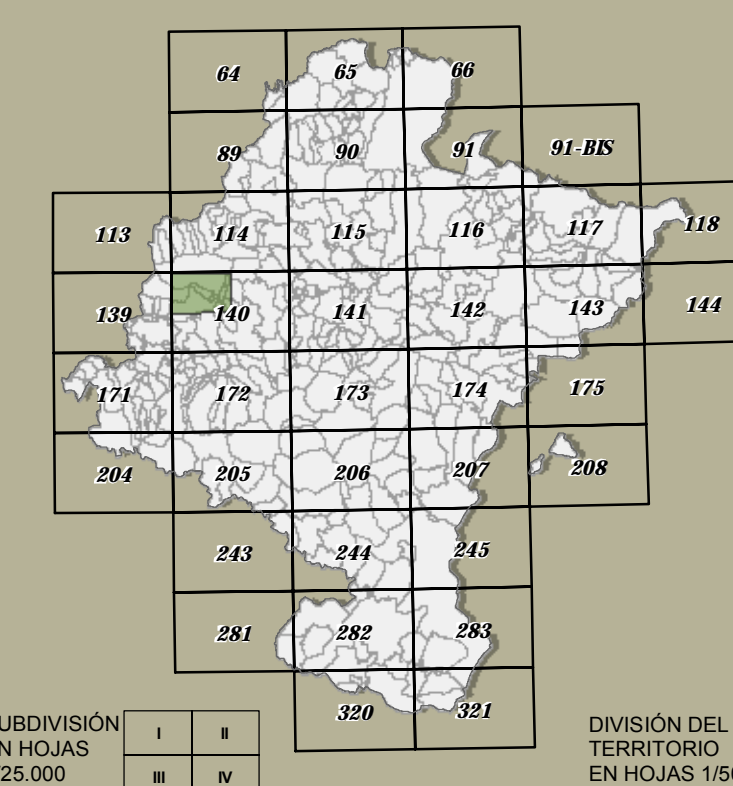 64 65 66
89 90 91 91-BIS
113 114 115 116 117 118
139 140 141 142 143 144
171 172 173 174 175
204 205 206 207 208
243 244 245
281 282 283
320 321
UBDIVISIÓN
N HOJAS
/25.000
I II
III IV
DIVISIÓN DEL
TERRITORIO
EN HOJAS 1/50